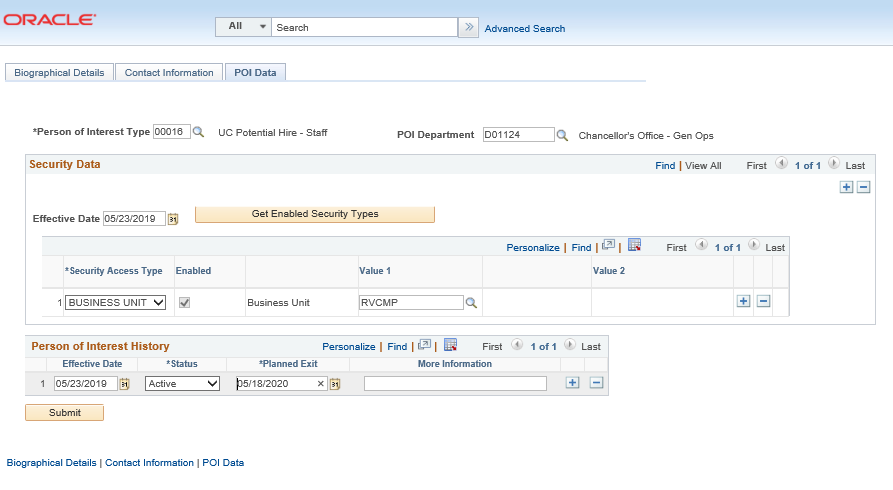 ORACLE
All Search Advanced Search
Biographical Details Contact Information POI Data
*Person of Interest Type 00016 UC Potential Hire - Staff POI Department D01124 Chancellor's Office - Gen Ops
Security Data Find | View All First 1 of 1 Last
Effective Date 05/23/2019 31 Get Enabled Security Types
Personalize | Find | First 1 of 1 Last
*Security Access Type Enabled Value 1 Value 2
1 BUSINESS UNIT Business Unit RVCMP
Person of Interest History Personalize | Find | First 1 of 1 Last
Effective Date *Status *Planned Exit More Information
1 05/23/2019 31 Active 05/18/2020 × 31
Submit
Biographical Details | Contact Information | POI Data